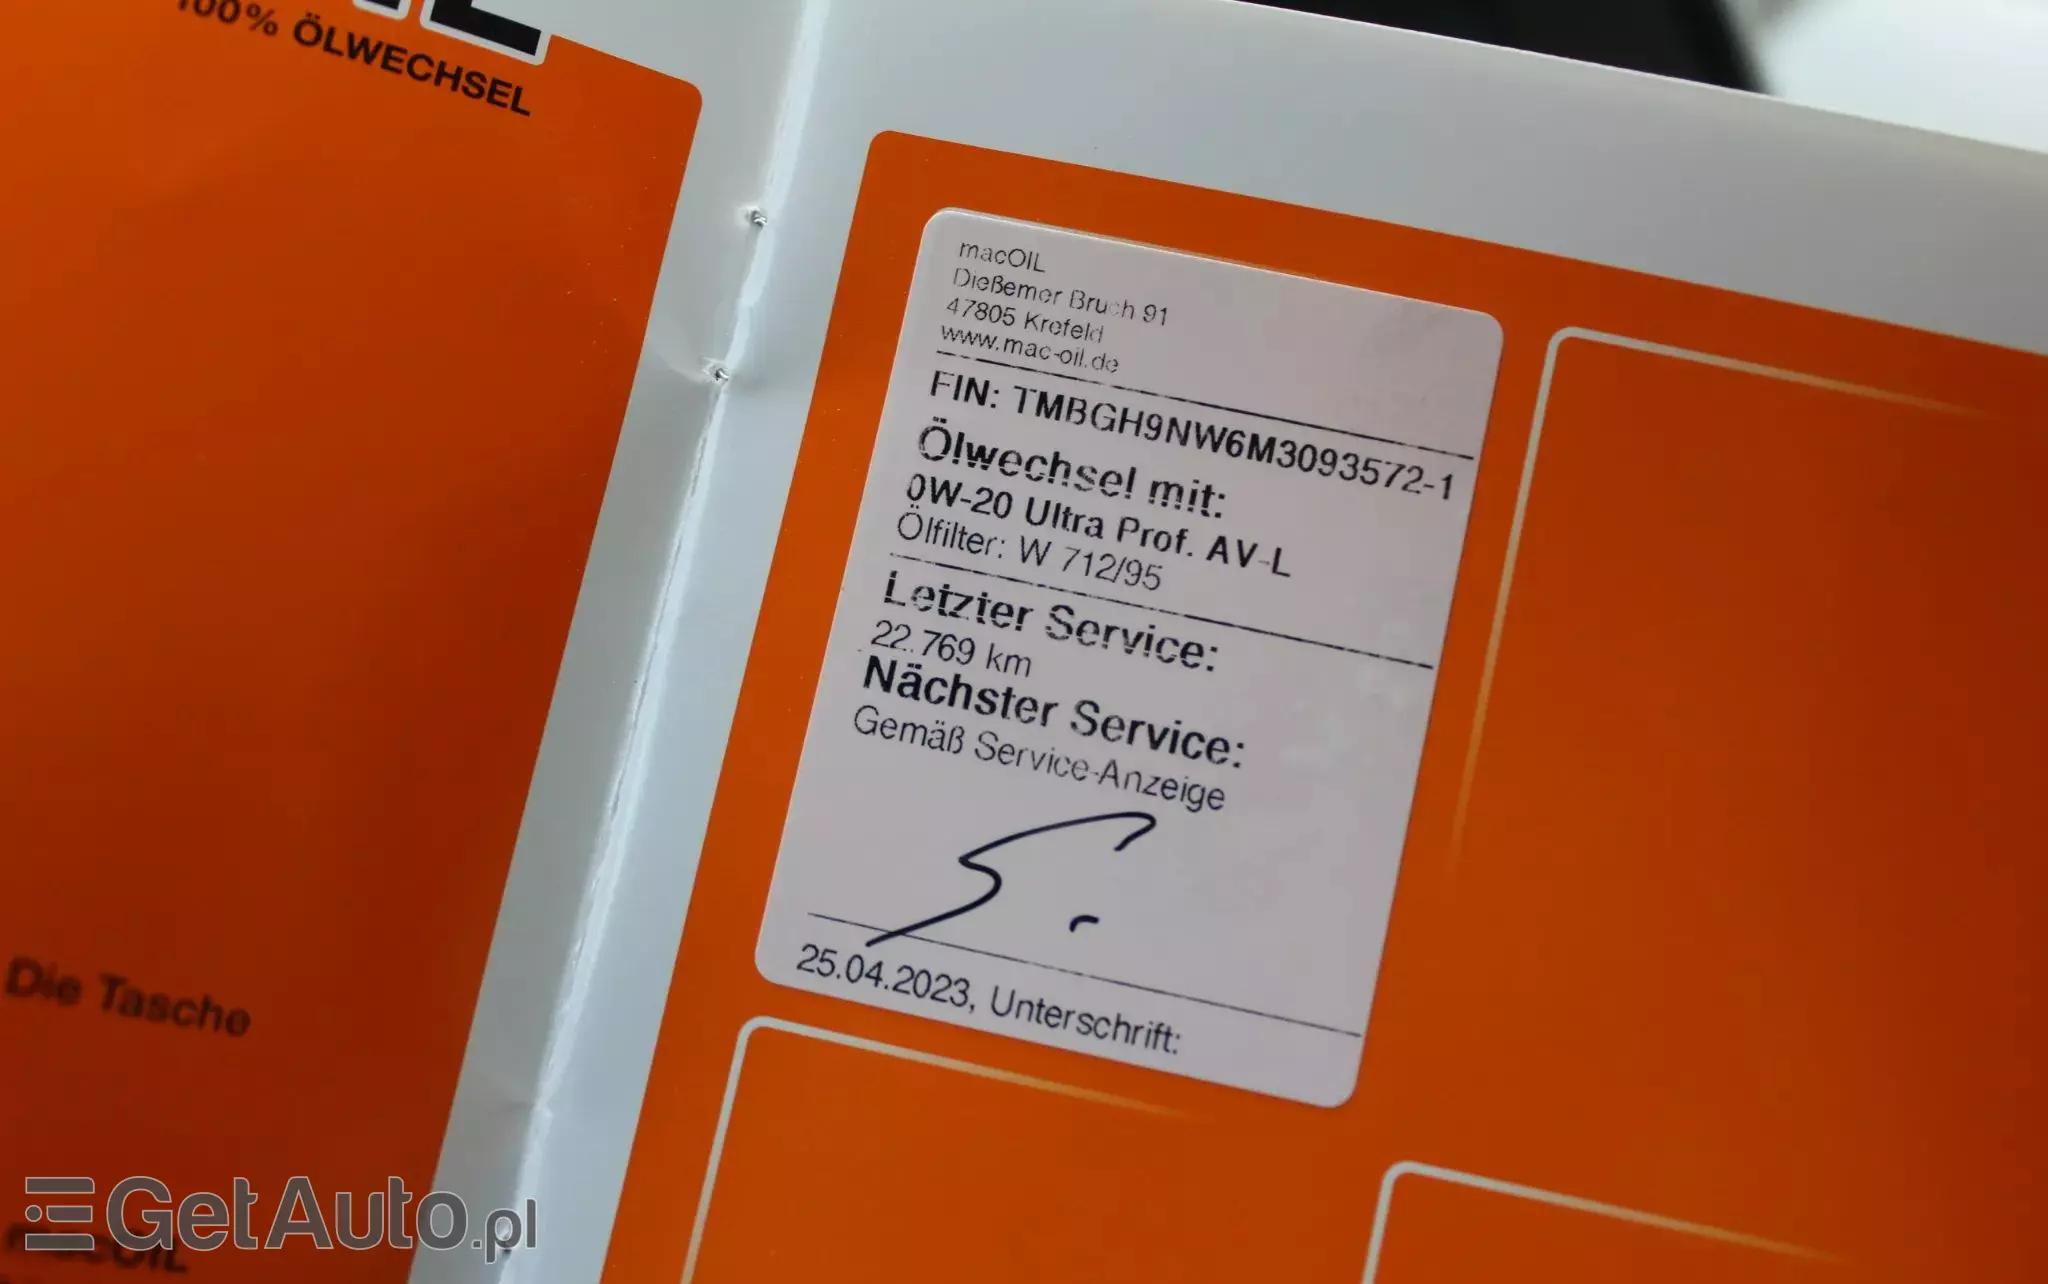 100% ÖLWECHSEL
Die Tasche
macOIL
macOIL
Dießemer Bruch 91
47805 Krefeld
www.mac-oil.de
FIN: TMBGH9NW6M3093572-1
Ölwechsel mit:
0W-20 Ultra Prof. AV-L
Ölfilter: W 712/95
Letzter Service:
22.769 km
Nächster Service:
Gemäß Service-Anzeige
25.04.2023, Unterschrift:
GetAuto.pl